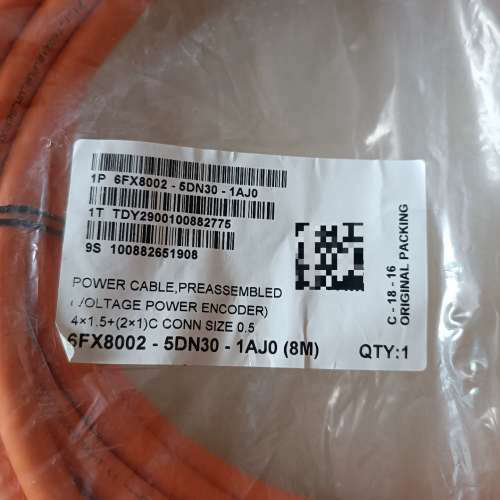 1P 6FX8002 - 5DN30 - 1AJ0
1T TDY2900100882775
9S 100882651908
POWER CABLE,PREASSEMBLED
VOLTAGE POWER ENCODER)
4×1.5+(2×1)C CONN SIZE 0.5
6FX8002 - 5DN30 - 1AJ0 (8M)
QTY:1
C - 18 - 16
ORIGINAL PACKING